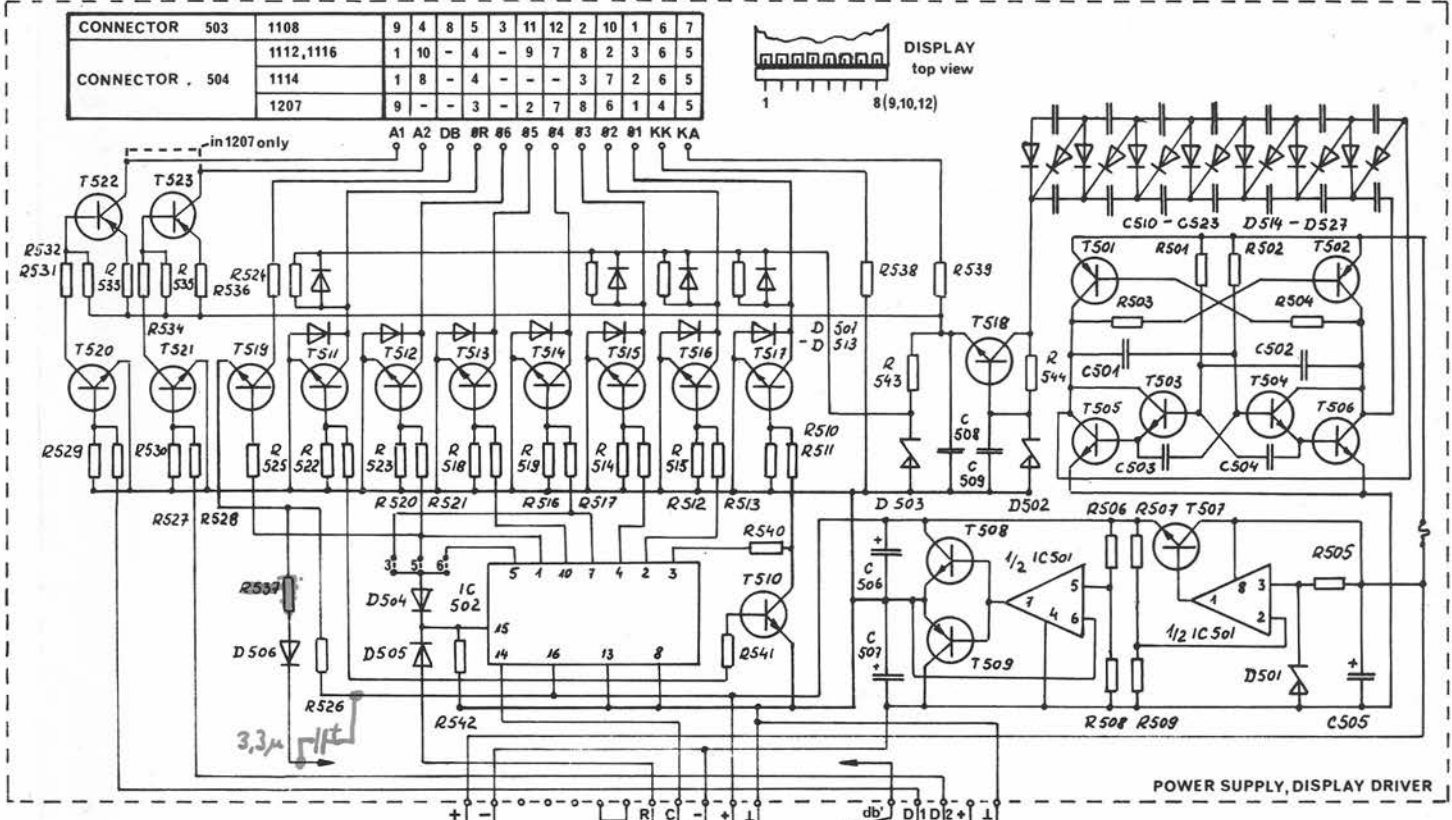 CONNECTOR 503 1108 9 4 8 5 3 11 12 2 10 1 6 7
1112,1116 1 10 - 4 - 9 7 8 2 3 6 5
CONNECTOR . 504 1114 1 8 - 4 - - - 3 7 2 6 5
1207 9 - - 3 - 2 7 8 6 1 4 5
DISPLAY
top view
1 8(9,10,12)
A1 A2 DB ∅R ∅6 ∅5 ∅4 ∅3 ∅2 ∅1 KK KA
in 1207 only
T522 T523
C510 - C523 D514 - D527
T501 R501 R502 T502
R532
R531 R533 R535 R536 R524 R538 R539
R503 R504
R534
D507
- D513
T520 T521 T519 T511 T512 T513 T514 T515 T516 T517 T518
R543 R544
C501 C502
T503 T504
T505 T506
R529 R530 R525 R522 R523 R518 R519 R514 R515 R510
R511
C508
C509
C503 C504
R527 R528 R520 R521 R516 R517 R512 R513
D503 D502
R506 R507 T507
R540
T508
1/2 IC501
R505
C506
3 5 6
5 1 10 7 4 2 3
IC 502
T510
R537
D504
7 5 4 6
1 8 3 2
1/2 IC501
15
D506 D505
14 16 13 8
R541
C507
T509
D501
R526
R542
R508 R509
C505
3,3μ
POWER SUPPLY, DISPLAY DRIVER
+ - R C - + ⊥ db' D1 D2 + ⊥